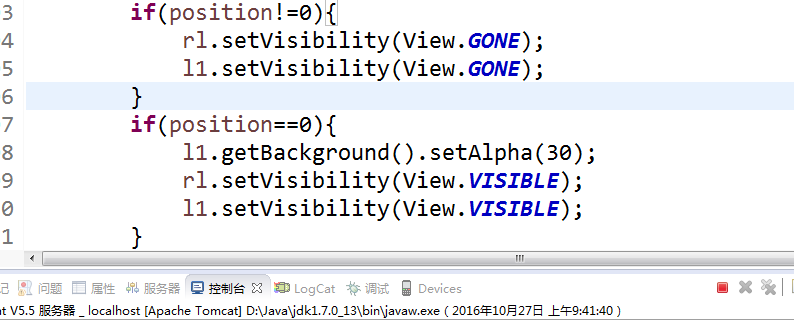 3 if(position!=0){
4 rl.setVisibility(View.GONE);
5 l1.setVisibility(View.GONE);
6 }
7 if(position==0){
8 l1.getBackground().setAlpha(30);
9 rl.setVisibility(View.VISIBLE);
0 l1.setVisibility(View.VISIBLE);
1 }
记 问题 属性 服务器 控制台 LogCat 调试 Devices
at V5.5 服务器 _ localhost [Apache Tomcat] D:\Java\jdk1.7.0_13\bin\javaw.exe ( 2016年10月27日 上午9:41:40 )